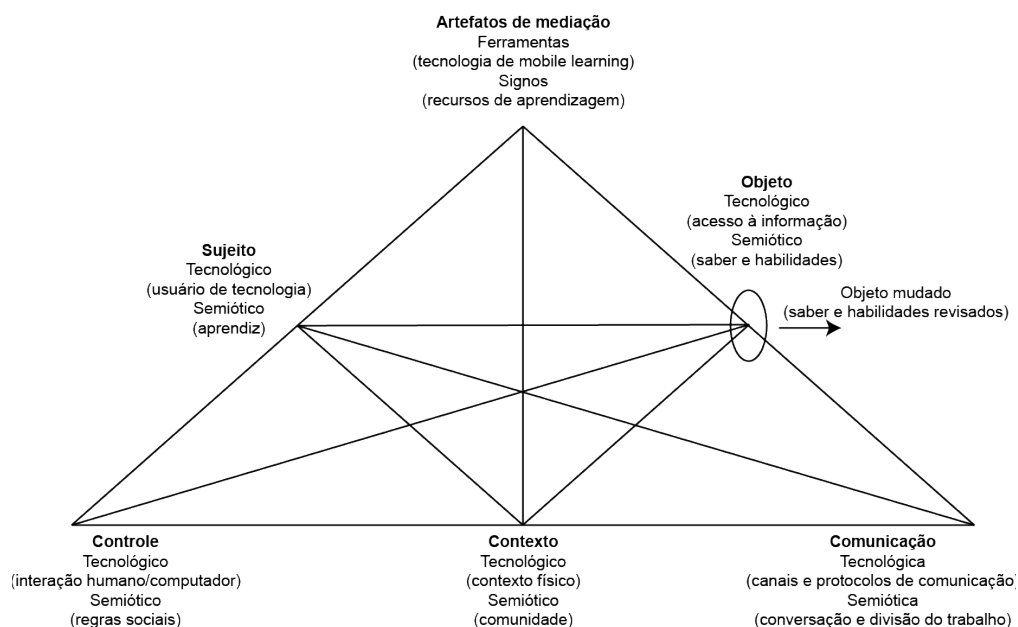 Artefatos de mediação
Ferramentas
(tecnologia de mobile learning)
Signos
(recursos de aprendizagem)
Objeto
Tecnológico
(acesso à informação)
Semiótico
(saber e habilidades)
Sujeito
Tecnológico
(usuário de tecnologia)
Semiótico
(aprendiz)
Objeto mudado
(saber e habilidades revisados)
Controle
Tecnológico
(interação humano/computador)
Semiótico
(regras sociais)
Contexto
Tecnológico
(contexto físico)
Semiótico
(comunidade)
Comunicação
Tecnológica
(canais e protocolos de comunicação)
Semiótica
(conversação e divisão do trabalho)